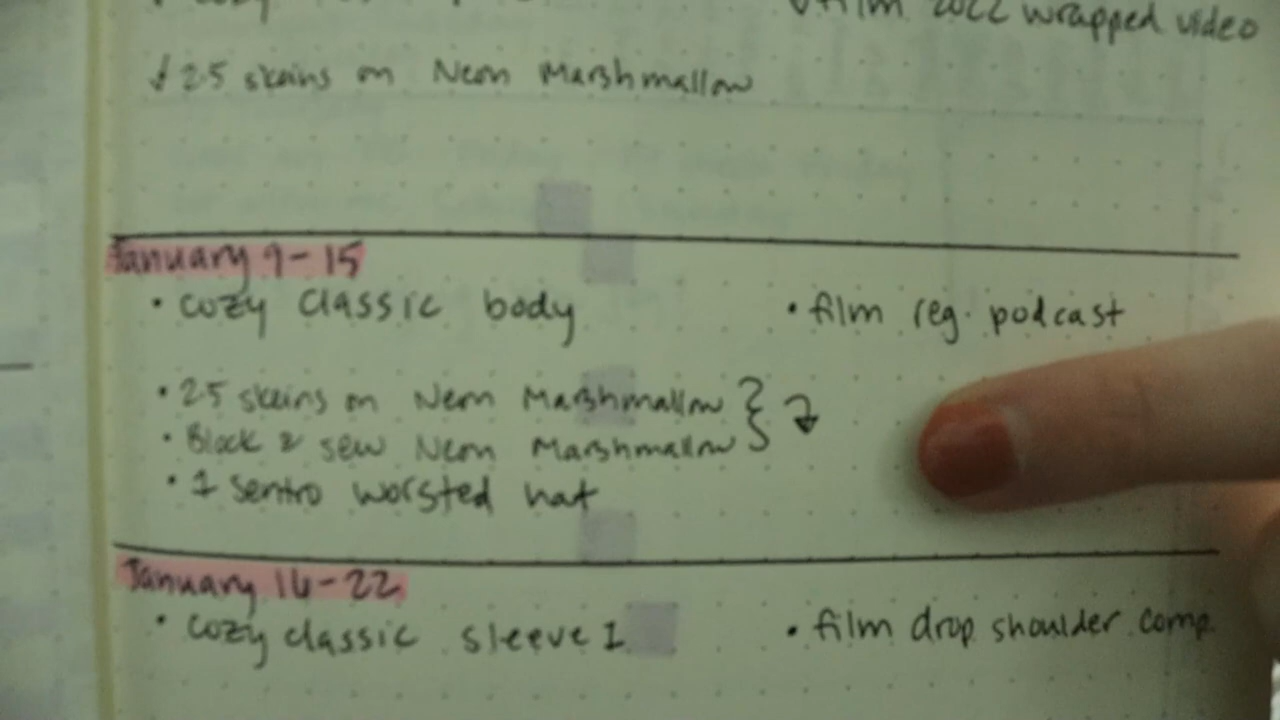 film 2022 wrapped video
25 skeins on Neon Marshmallow
January 9-15
• cozy classic body
• film reg. podcast
• 25 skeins on Neon Marshmallow
• Block & sew Neon Marshmallow
• 1 Sentro worsted hat
January 16-22
• cozy classic sleeve 1
• film drop shoulder comp.